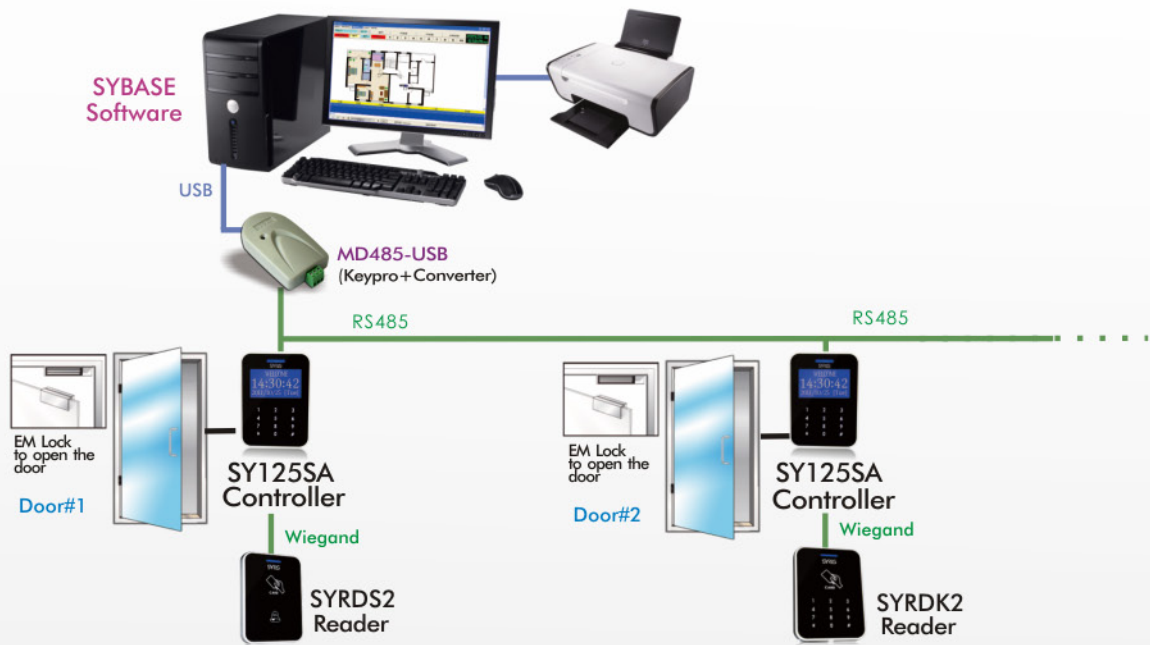 SYBASE
Software
USB
MD485-USB
(Keypro+Converter)
RS485
RS485
14:30:42
14:30:42
EM Lock
to open the
door
Door#1
SY125SA
Controller
EM Lock
to open the
door
Door#2
SY125SA
Controller
Wiegand
Wiegand
SYRDS2
Reader
SYRDK2
Reader